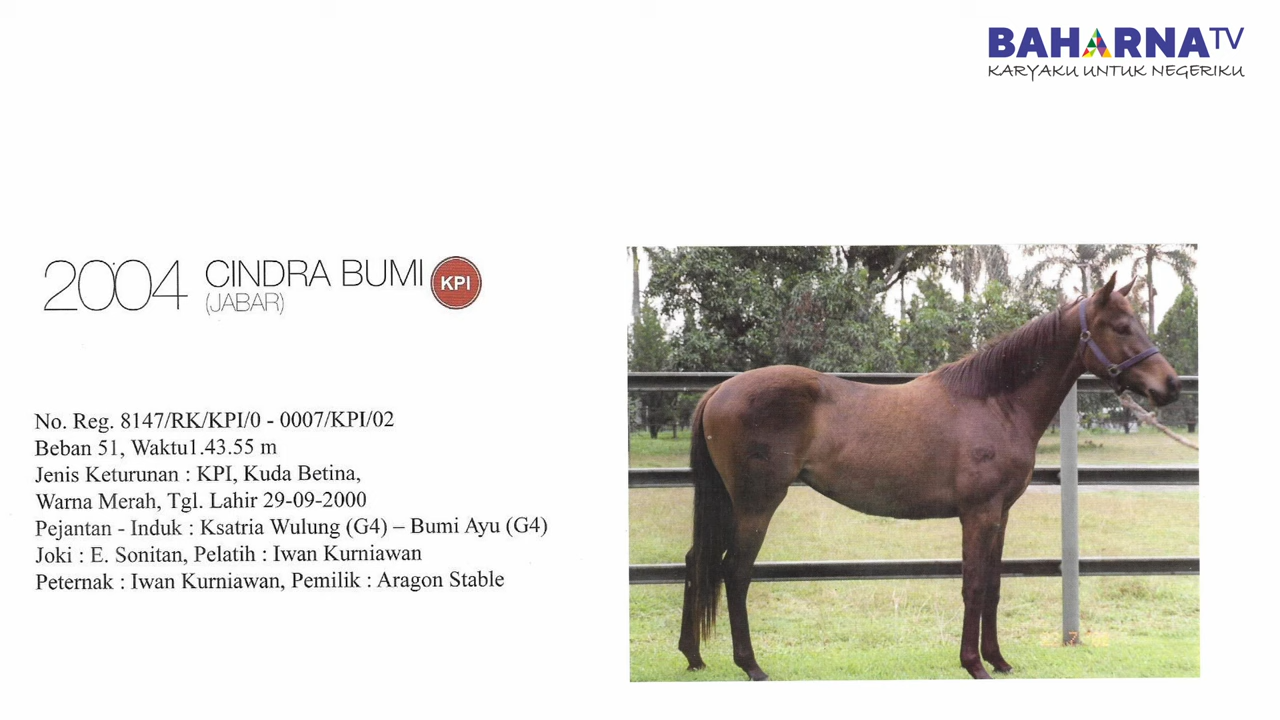 BAHARNATV
KARYAKU UNTUK NEGERIKU
2004 CINDRA BUMI KPI
(JABAR)
No. Reg. 8147/RK/KPI/0 - 0007/KPI/02
Beban 51, Waktu1.43.55 m
Jenis Keturunan : KPI, Kuda Betina,
Warna Merah, Tgl. Lahir 29-09-2000
Pejantan - Induk : Ksatria Wulung (G4) – Bumi Ayu (G4)
Joki : E. Sonitan, Pelatih : Iwan Kurniawan
Peternak : Iwan Kurniawan, Pemilik : Aragon Stable